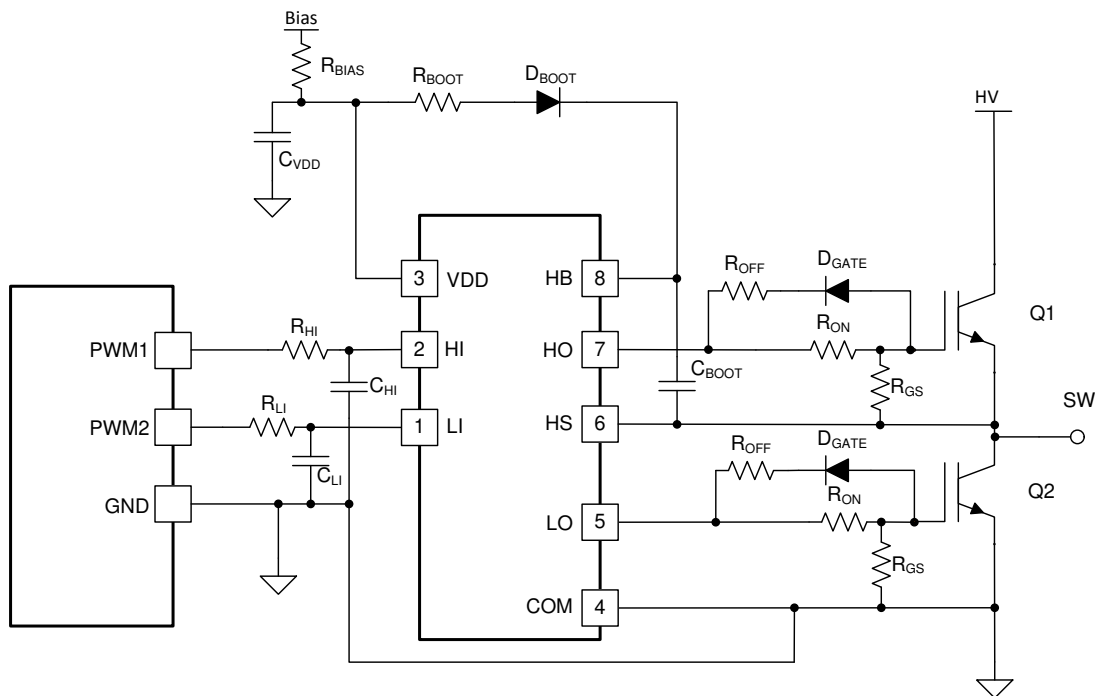 Bias
RBIAS
RBOOT
DBOOT
HV
CVDD
3
VDD
HB
8
ROFF
DGATE
Q1
PWM1
RHI
2
HI
HO
7
RON
CHI
CBOOT
RGS
PWM2
RLI
1
LI
HS
6
SW
CLI
ROFF
DGATE
Q2
GND
LO
5
RON
RGS
COM
4